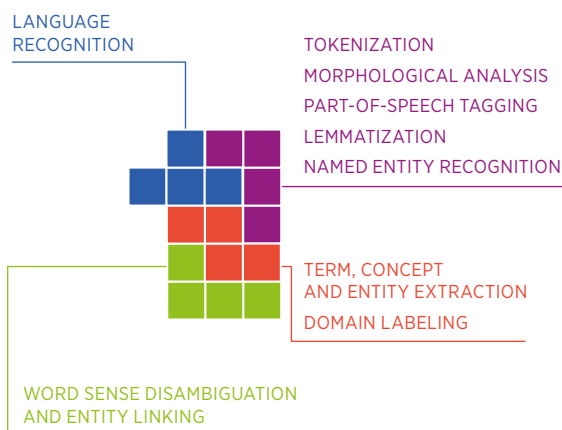 LANGUAGE
RECOGNITION
TOKENIZATION
MORPHOLOGICAL ANALYSIS
PART-OF-SPEECH TAGGING
LEMMATIZATION
NAMED ENTITY RECOGNITION
TERM, CONCEPT
AND ENTITY EXTRACTION
DOMAIN LABELING
WORD SENSE DISAMBIGUATION
AND ENTITY LINKING